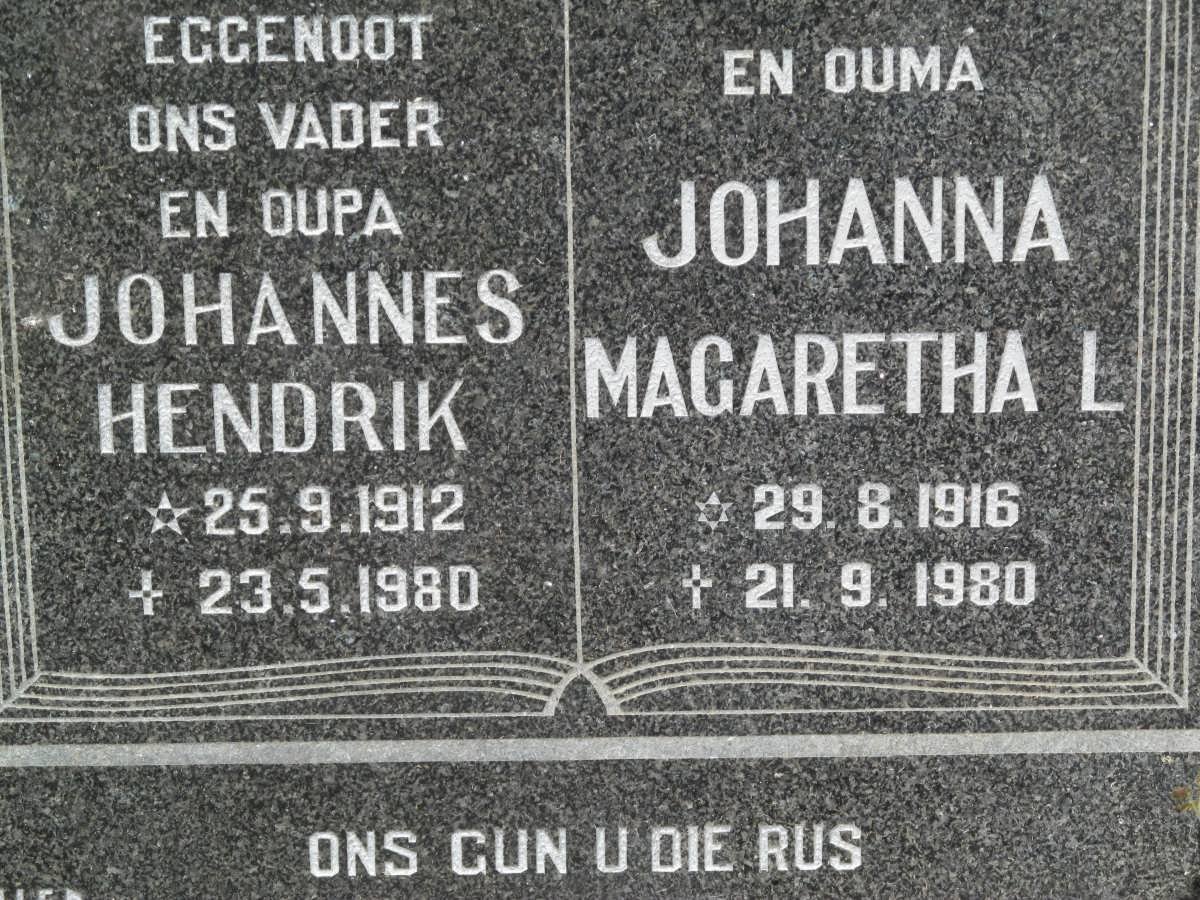 EGGENOOT
ONS VADER
EN OUPA
JOHANNES
HENDRIK
25.9.1912
23.5.1980
EN OUMA
JOHANNA
MAGARETHA L
29.8.1916
21.9.1980
ONS GUN U DIE RUS